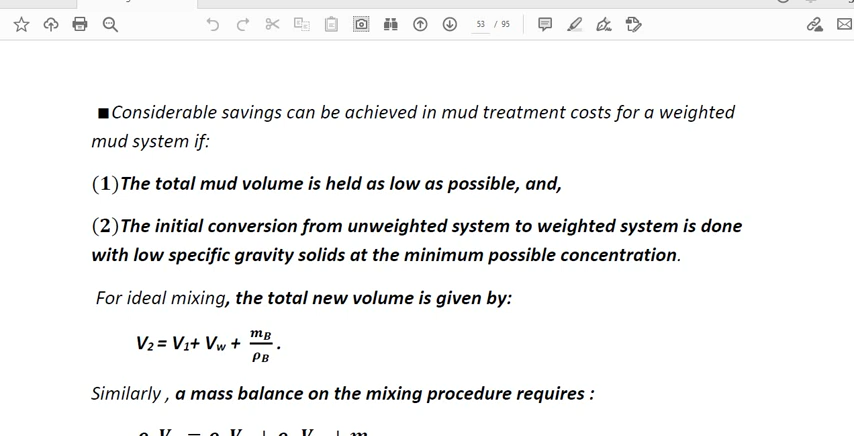 53 / 95
■Considerable savings can be achieved in mud treatment costs for a weighted
mud system if:
(1)The total mud volume is held as low as possible, and,
(2)The initial conversion from unweighted system to weighted system is done
with low specific gravity solids at the minimum possible concentration.
For ideal mixing, the total new volume is given by:
V₂ = V₁+ Vw + mB/ρB .
Similarly , a mass balance on the mixing procedure requires :